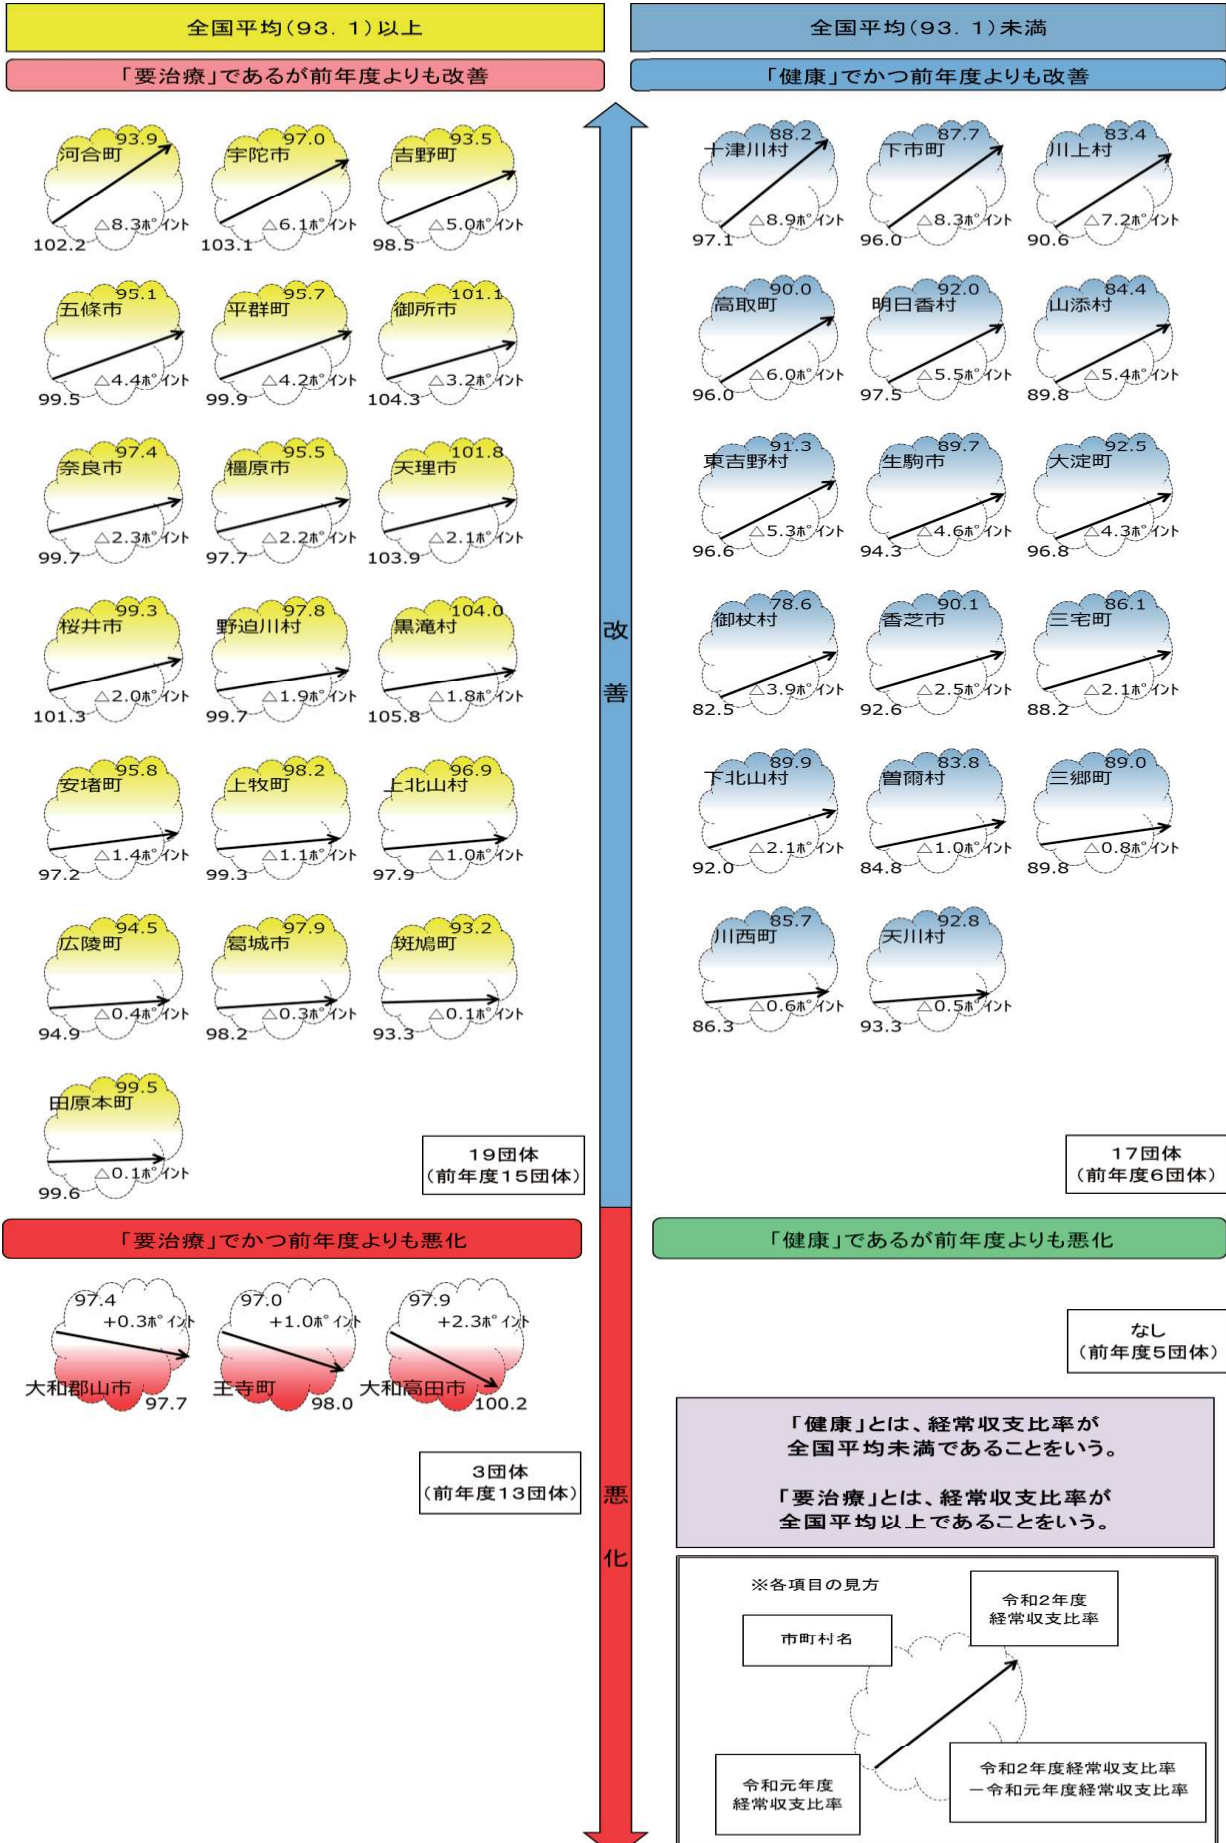 全国平均(93．1)以上
「要治療」であるが前年度よりも改善
河合町 93.9
△8.3ﾎﾟｲﾝﾄ
102.2
宇陀市 97.0
△6.1ﾎﾟｲﾝﾄ
103.1
吉野町 93.5
△5.0ﾎﾟｲﾝﾄ
98.5
五條市 95.1
△4.4ﾎﾟｲﾝﾄ
99.5
平群町 95.7
△4.2ﾎﾟｲﾝﾄ
99.9
御所市 101.1
△3.2ﾎﾟｲﾝﾄ
104.3
奈良市 97.4
△2.3ﾎﾟｲﾝﾄ
99.7
橿原市 95.5
△2.2ﾎﾟｲﾝﾄ
97.7
天理市 101.8
△2.1ﾎﾟｲﾝﾄ
103.9
桜井市 99.3
△2.0ﾎﾟｲﾝﾄ
101.3
野迫川村 97.8
△1.9ﾎﾟｲﾝﾄ
99.7
黒滝村 104.0
△1.8ﾎﾟｲﾝﾄ
105.8
安堵町 95.8
△1.4ﾎﾟｲﾝﾄ
97.2
上牧町 98.2
△1.1ﾎﾟｲﾝﾄ
99.3
上北山村 96.9
△1.0ﾎﾟｲﾝﾄ
97.9
広陵町 94.5
△0.4ﾎﾟｲﾝﾄ
94.9
葛城市 97.9
△0.3ﾎﾟｲﾝﾄ
98.2
斑鳩町 93.2
△0.1ﾎﾟｲﾝﾄ
93.3
田原本町 99.5
△0.1ﾎﾟｲﾝﾄ
99.6
19団体
(前年度15団体)
全国平均(93．1)未満
「健康」でかつ前年度よりも改善
十津川村 88.2
△8.9ﾎﾟｲﾝﾄ
97.1
下市町 87.7
△8.3ﾎﾟｲﾝﾄ
96.0
川上村 83.4
△7.2ﾎﾟｲﾝﾄ
90.6
高取町 90.0
△6.0ﾎﾟｲﾝﾄ
96.0
明日香村 92.0
△5.5ﾎﾟｲﾝﾄ
97.5
山添村 84.4
△5.4ﾎﾟｲﾝﾄ
89.8
東吉野村 91.3
△5.3ﾎﾟｲﾝﾄ
96.6
生駒市 89.7
△4.6ﾎﾟｲﾝﾄ
94.3
大淀町 92.5
△4.3ﾎﾟｲﾝﾄ
96.8
御杖村 78.6
△3.9ﾎﾟｲﾝﾄ
82.5
香芝市 90.1
△2.5ﾎﾟｲﾝﾄ
92.6
三宅町 86.1
△2.1ﾎﾟｲﾝﾄ
88.2
下北山村 89.9
△2.1ﾎﾟｲﾝﾄ
92.0
曽爾村 83.8
△1.0ﾎﾟｲﾝﾄ
84.8
三郷町 89.0
△0.8ﾎﾟｲﾝﾄ
89.8
川西町 85.7
△0.6ﾎﾟｲﾝﾄ
86.3
天川村 92.8
△0.5ﾎﾟｲﾝﾄ
93.3
17団体
(前年度6団体)
改
善
「要治療」でかつ前年度よりも悪化
97.4
+0.3ﾎﾟｲﾝﾄ
大和郡山市 97.7
97.0
+1.0ﾎﾟｲﾝﾄ
王寺町 98.0
97.9
+2.3ﾎﾟｲﾝﾄ
大和高田市 100.2
3団体
(前年度13団体)
悪
化
「健康」であるが前年度よりも悪化
なし
(前年度5団体)
「健康」とは、経常収支比率が
全国平均未満であることをいう。
「要治療」とは、経常収支比率が
全国平均以上であることをいう。
※各項目の見方
令和2年度
経常収支比率
市町村名
令和元年度
経常収支比率
令和2年度経常収支比率
－令和元年度経常収支比率